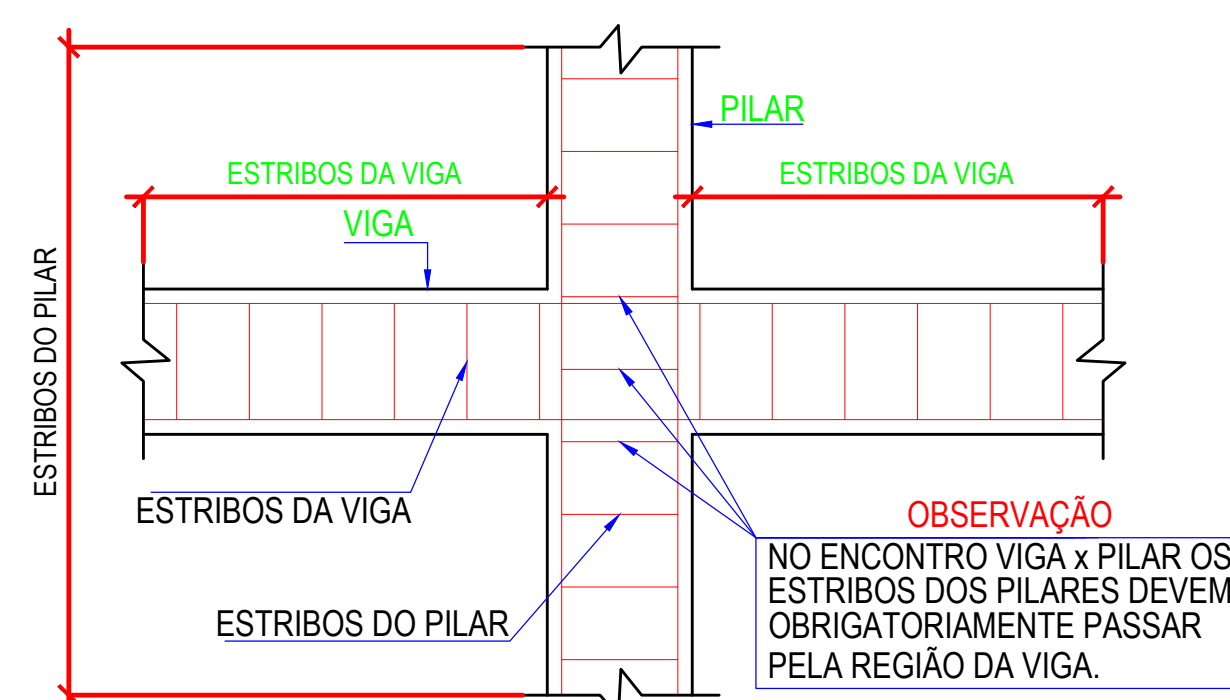 PILAR
ESTRIBOS DA VIGA
ESTRIBOS DA VIGA
VIGA
ESTRIBOS DO PILAR
ESTRIBOS DA VIGA
ESTRIBOS DO PILAR
OBSERVAÇÃO
NO ENCONTRO VIGA x PILAR OS
ESTRIBOS DOS PILARES DEVEM
OBRIGATORIAMENTE PASSAR
PELA REGIÃO DA VIGA.